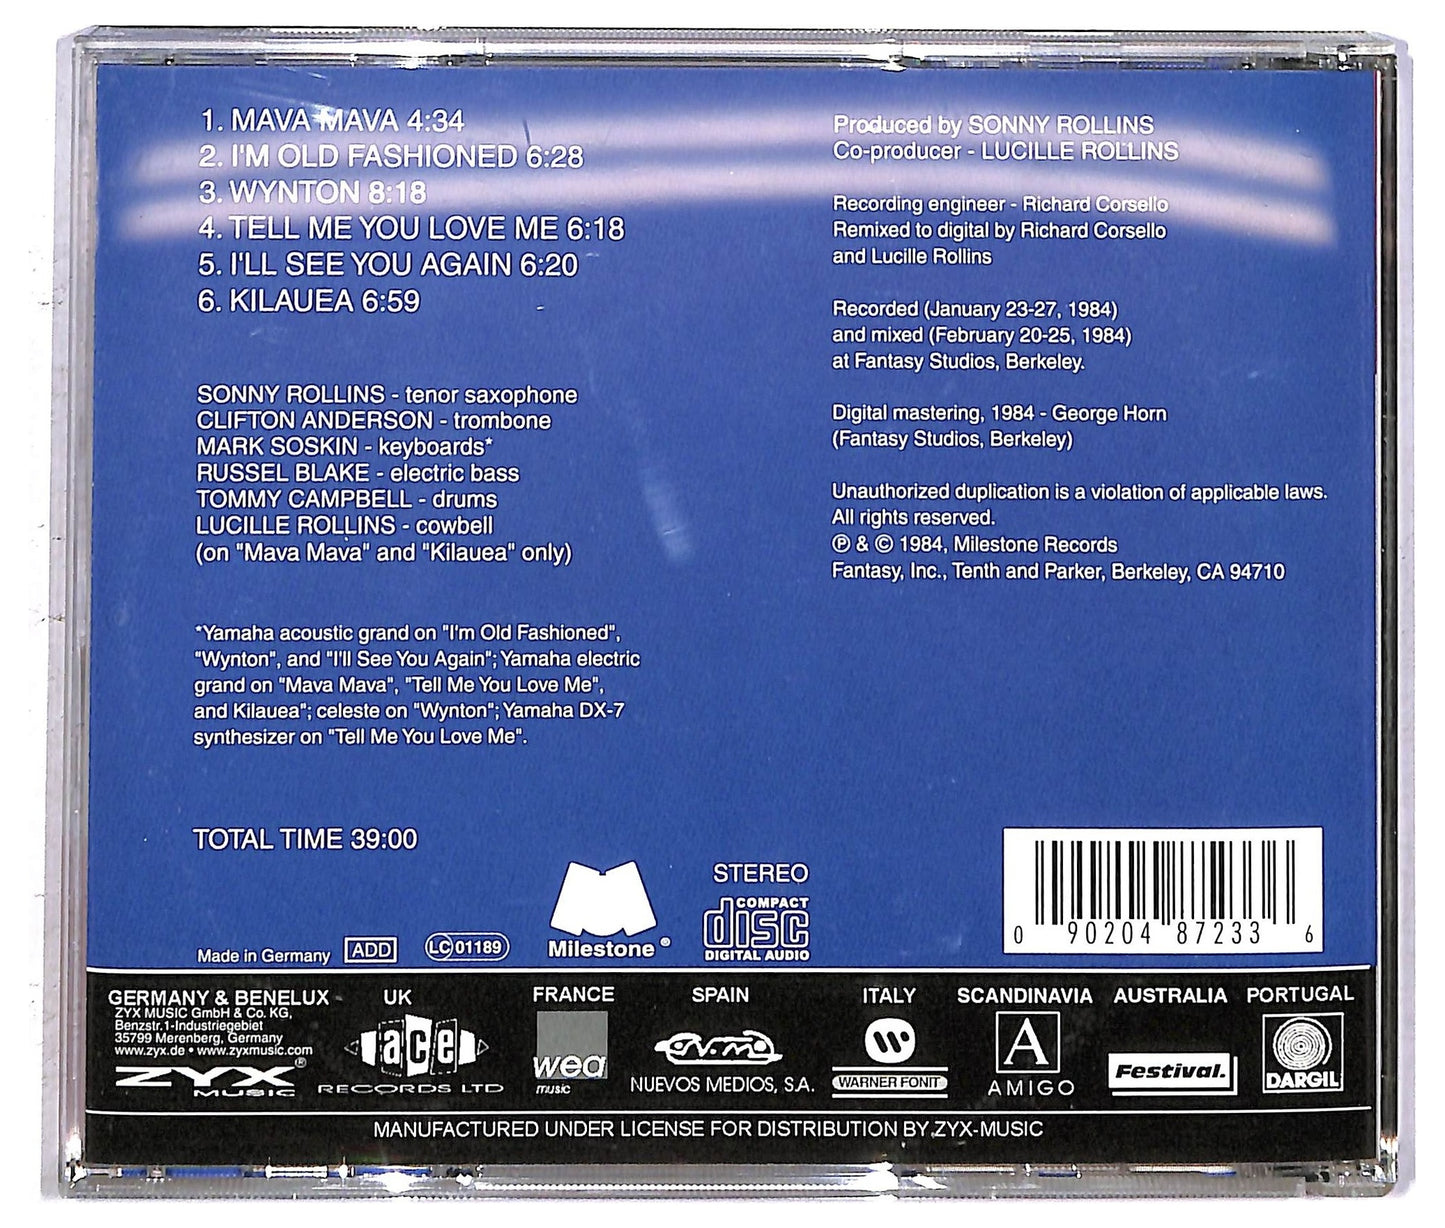 1. MAVA MAVA 4:34
2. I'M OLD FASHIONED 6:28
3. WYNTON 8:18
4. TELL ME YOU LOVE ME 6:18
5. I'LL SEE YOU AGAIN 6:20
6. KILAUEA 6:59
SONNY ROLLINS - tenor saxophone
CLIFTON ANDERSON - trombone
MARK SOSKIN - keyboards*
RUSSEL BLAKE - electric bass
TOMMY CAMPBELL - drums
LUCILLE ROLLINS - cowbell
(on "Mava Mava" and "Kilauea" only)
*Yamaha acoustic grand on "I'm Old Fashioned",
"Wynton", and "I'll See You Again"; Yamaha electric
grand on "Mava Mava", "Tell Me You Love Me",
and Kilauea"; celeste on "Wynton"; Yamaha DX-7
synthesizer on "Tell Me You Love Me".
TOTAL TIME 39:00
Produced by SONNY ROLLINS
Co-producer - LUCILLE ROLLINS
Recording engineer - Richard Corsello
Remixed to digital by Richard Corsello
and Lucille Rollins
Recorded (January 23-27, 1984)
and mixed (February 20-25, 1984)
at Fantasy Studios, Berkeley.
Digital mastering, 1984 - George Horn
(Fantasy Studios, Berkeley)
Unauthorized duplication is a violation of applicable laws.
All rights reserved.
℗ & © 1984, Milestone Records
Fantasy, Inc., Tenth and Parker, Berkeley, CA 94710
Made in Germany
ADD
LC 01189
Milestone®
STEREO
COMPACT
disc
DIGITAL AUDIO
0 90204 87233 6
GERMANY & BENELUX
ZYX MUSIC GmbH & Co. KG,
Benzstr.1-Industriegebiet
35799 Merenberg, Germany
www.zyx.de • www.zyxmusic.com
ZYX®
MUSIC
UK
ace
RECORDS LTD
FRANCE
wea
music
SPAIN
NUEVOS MEDIOS, S.A.
ITALY
WARNER FONIT
SCANDINAVIA
A
AMIGO
AUSTRALIA
Festival.
PORTUGAL
DARGIL
MANUFACTURED UNDER LICENSE FOR DISTRIBUTION BY ZYX-MUSIC